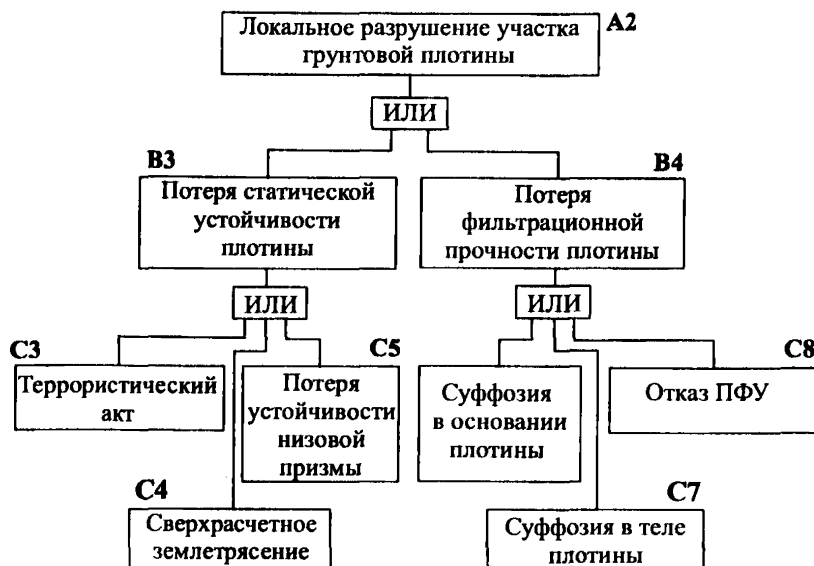 Локальное разрушение участка
грунтовой плотины
A2
ИЛИ
B3
Потеря статической
устойчивости
плотины
B4
Потеря
фильтрационной
прочности плотины
ИЛИ
ИЛИ
C3
Террористический
акт
C5
Потеря
устойчивости
низовой
призмы
Суффозия
в основании
плотины
C8
Отказ ПФУ
C4
Сверхрасчетное
землетрясение
C7
Суффозия в теле
плотины